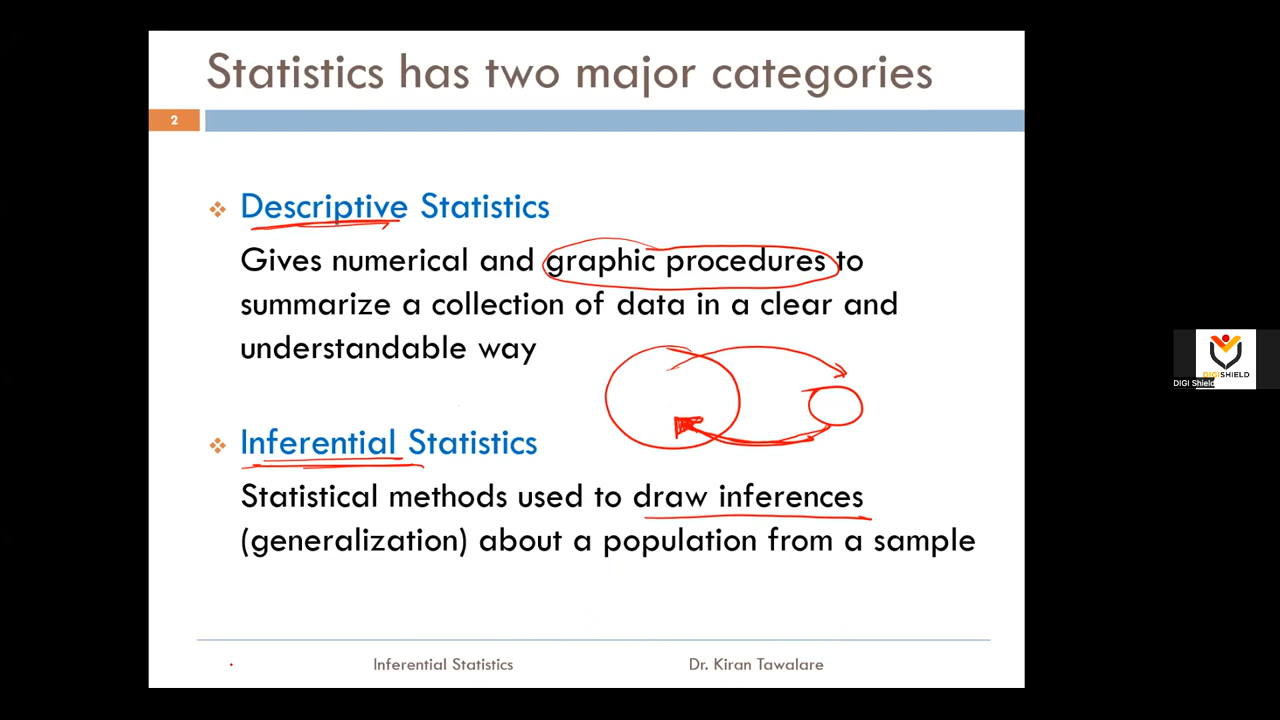 Statistics has two major categories
2
Descriptive Statistics
Gives numerical and graphic procedures to
summarize a collection of data in a clear and
understandable way
Inferential Statistics
Statistical methods used to draw inferences
(generalization) about a population from a sample
Inferential Statistics
Dr. Kiran Tawalare
DIGISHIELD
DIGI Shield